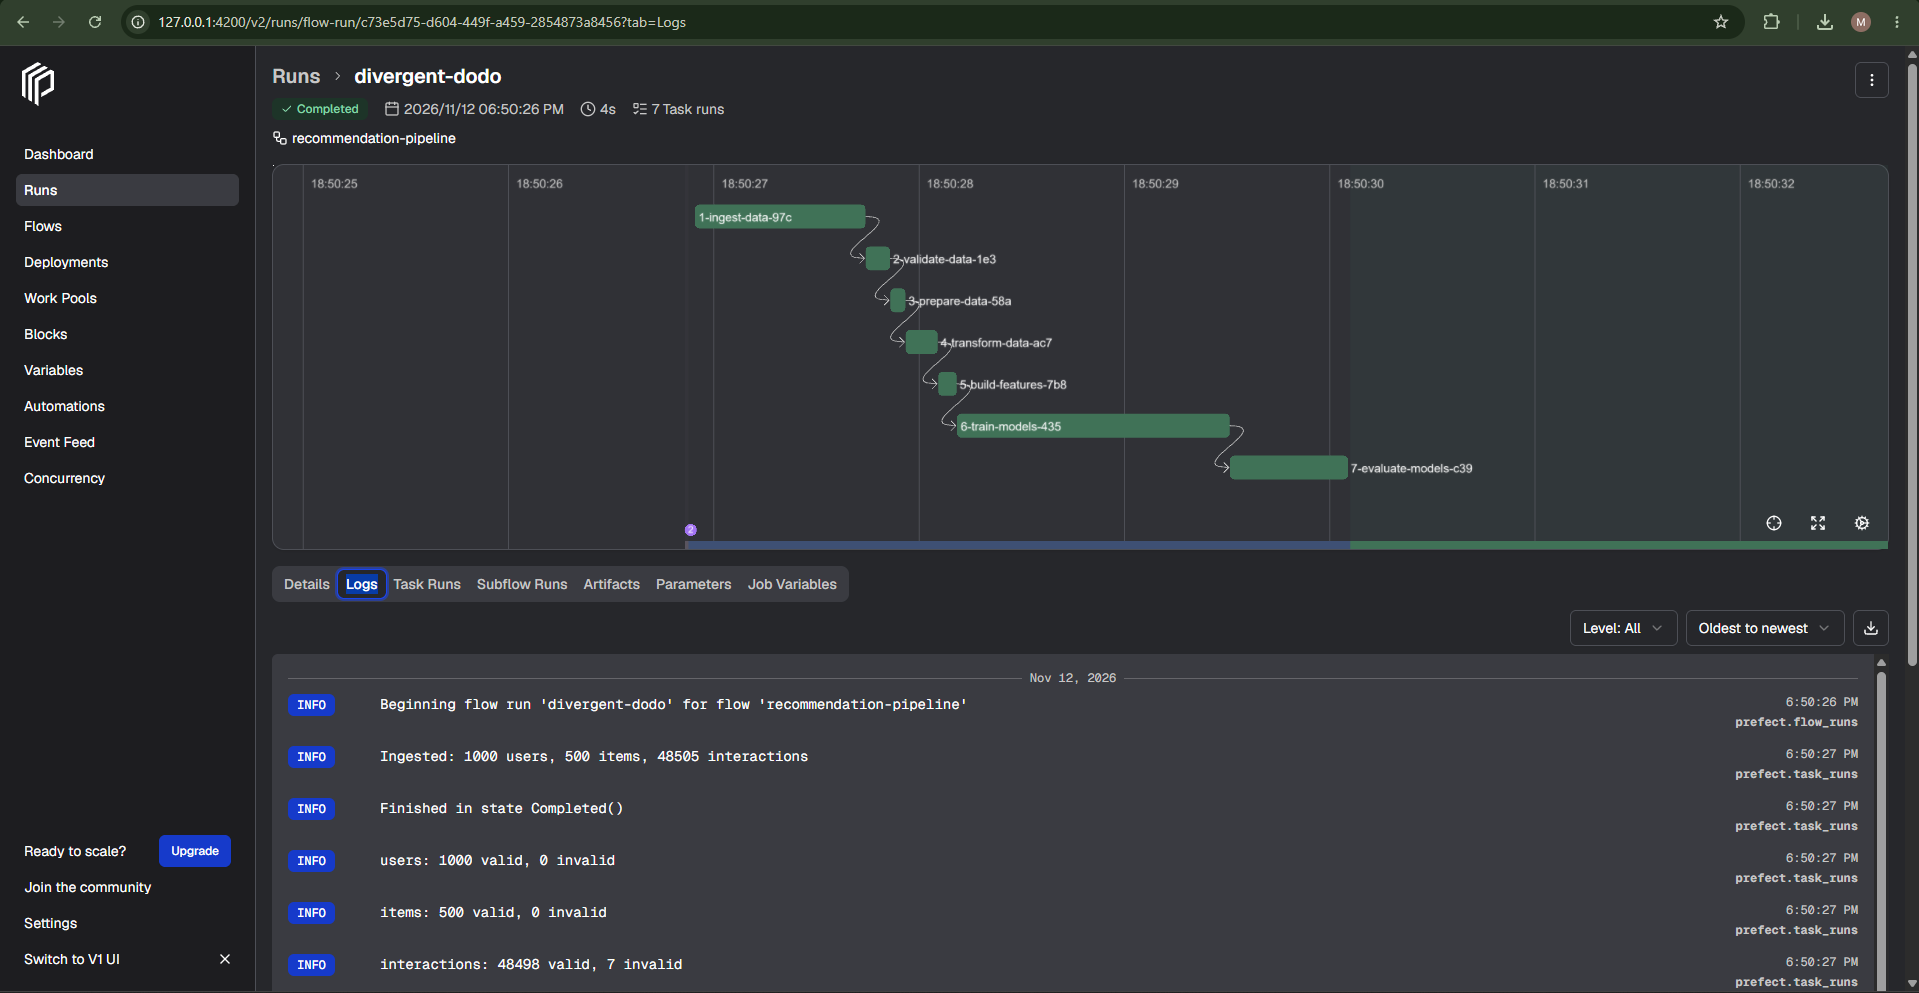 127.0.0.1:4200/v2/runs/flow-run/c73e5d75-d604-449f-a459-2854873a8456?tab=Logs
M
Runs > divergent-dodo
Completed 2026/11/12 06:50:26 PM 4s 7 Task runs
recommendation-pipeline
Dashboard
Runs
Flows
Deployments
Work Pools
Blocks
Variables
Automations
Event Feed
Concurrency
Ready to scale? Upgrade
Join the community
Settings
Switch to V1 UI
18:50:25 18:50:26 18:50:27 18:50:28 18:50:29 18:50:30 18:50:31 18:50:32
1-ingest-data-97c
2-validate-data-1e3
3-prepare-data-58a
4-transform-data-ac7
5-build-features-7b8
6-train-models-435
7-evaluate-models-c39
2
Details Logs Task Runs Subflow Runs Artifacts Parameters Job Variables
Level: All Oldest to newest
Nov 12, 2026
INFO Beginning flow run 'divergent-dodo' for flow 'recommendation-pipeline' 6:50:26 PM
prefect.flow_runs
INFO Ingested: 1000 users, 500 items, 48505 interactions 6:50:27 PM
prefect.task_runs
INFO Finished in state Completed() 6:50:27 PM
prefect.task_runs
INFO users: 1000 valid, 0 invalid 6:50:27 PM
prefect.task_runs
INFO items: 500 valid, 0 invalid 6:50:27 PM
prefect.task_runs
INFO interactions: 48498 valid, 7 invalid 6:50:27 PM
prefect.task_runs